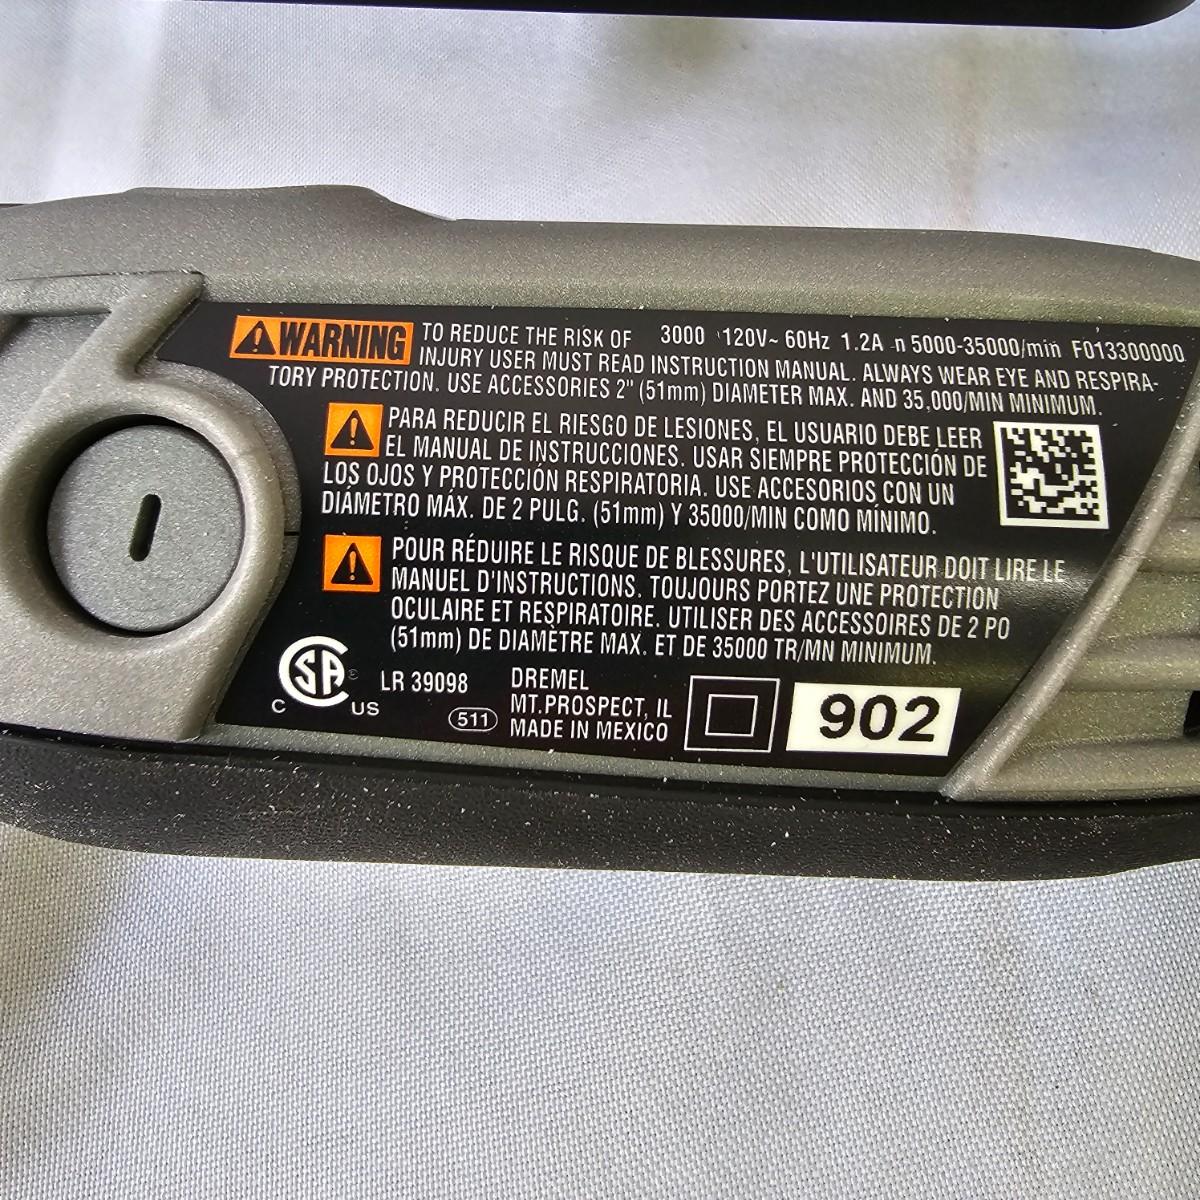 WARNING TO REDUCE THE RISK OF 3000 120V~ 60Hz 1.2A n 5000-35000/min F013300000
INJURY USER MUST READ INSTRUCTION MANUAL. ALWAYS WEAR EYE AND RESPIRA-
TORY PROTECTION. USE ACCESSORIES 2" (51mm) DIAMETER MAX. AND 35,000/MIN MINIMUM.
PARA REDUCIR EL RIESGO DE LESIONES, EL USUARIO DEBE LEER
EL MANUAL DE INSTRUCCIONES. USAR SIEMPRE PROTECCIÓN DE
LOS OJOS Y PROTECCIÓN RESPIRATORIA. USE ACCESORIOS CON UN
DIÁMETRO MÁX. DE 2 PULG. (51mm) Y 35000/MIN COMO MÍNIMO.
POUR RÉDUIRE LE RISQUE DE BLESSURES, L'UTILISATEUR DOIT LIRE LE
MANUEL D'INSTRUCTIONS. TOUJOURS PORTEZ UNE PROTECTION
OCULAIRE ET RESPIRATOIRE. UTILISER DES ACCESSOIRES DE 2 PO
(51mm) DE DIAMÈTRE MAX. ET DE 35000 TR/MN MINIMUM.
CSA ® C US
LR 39098
511
DREMEL
MT.PROSPECT, IL
MADE IN MEXICO
902